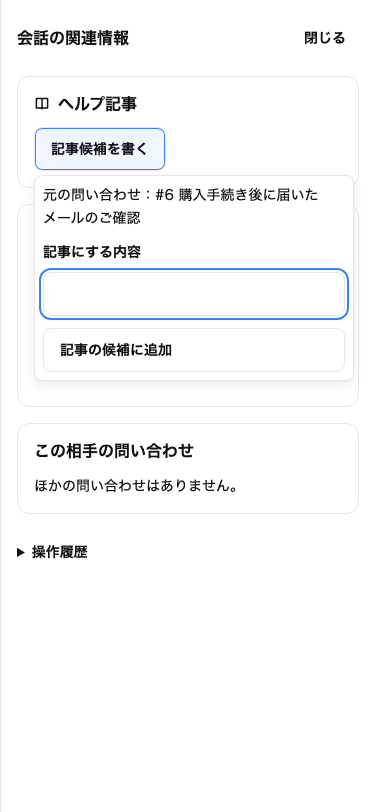 会話の関連情報
閉じる
ヘルプ記事
記事候補を書く
元の問い合わせ：#6 購入手続き後に届いた
メールのご確認
記事にする内容
記事の候補に追加
この相手の問い合わせ
ほかの問い合わせはありません。
操作履歴